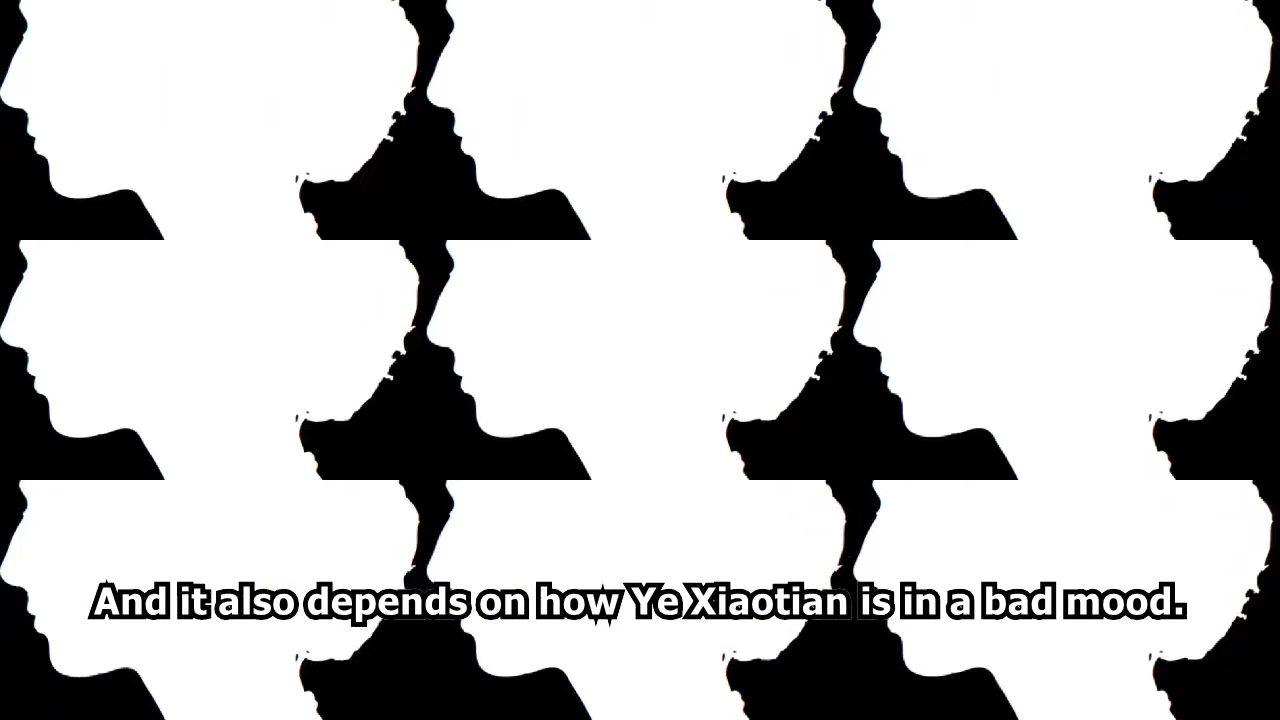 And it also depends on how Ye Xiaotian is in a bad mood.